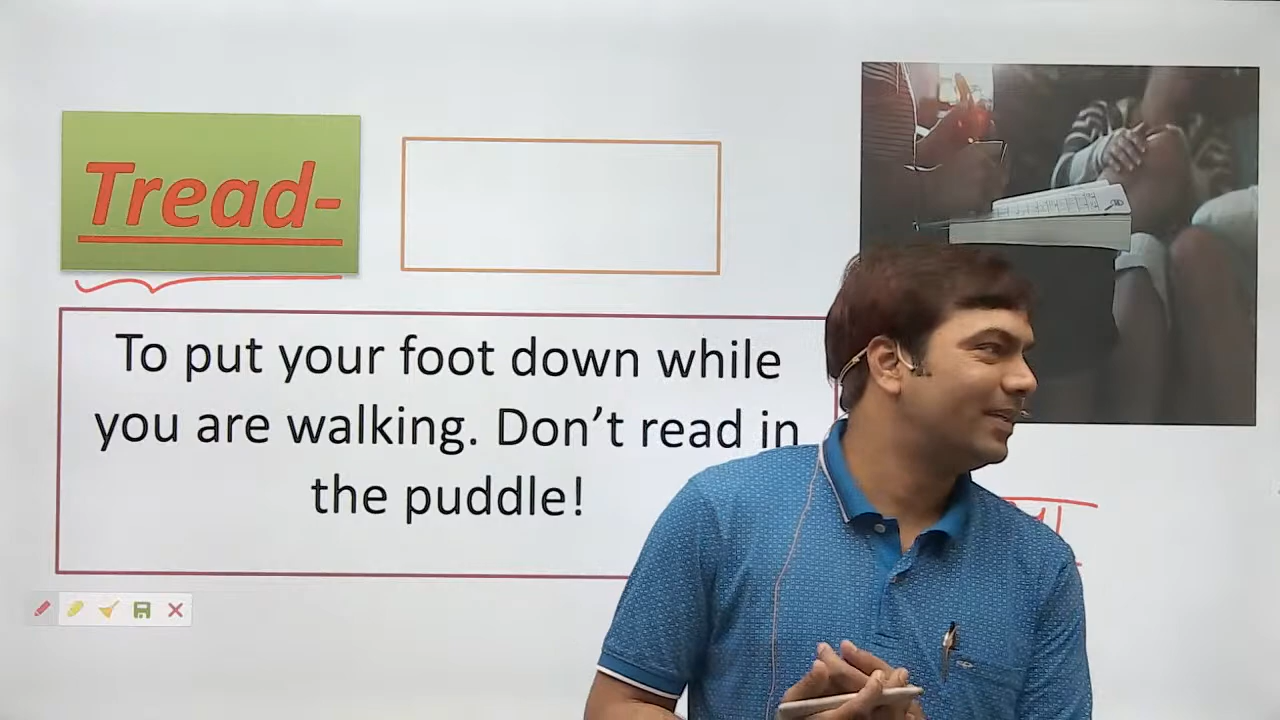 Tread-
To put your foot down while
you are walking. Don't read in
the puddle!